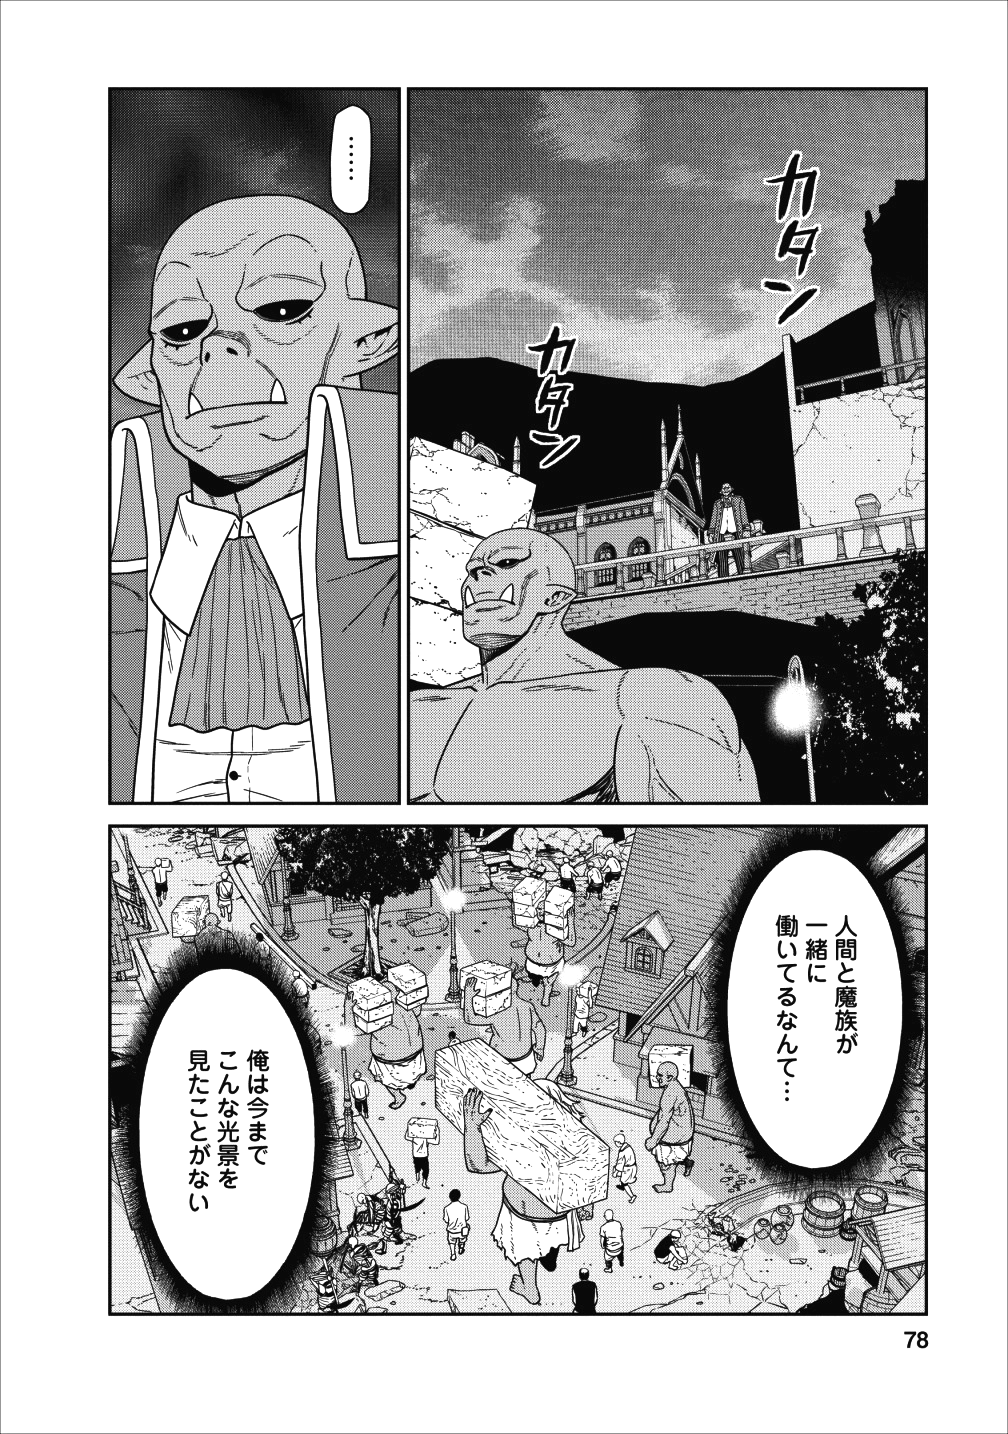 カタン
カタン
……
人間と魔族が
一緒に
働いてるなんて…
俺は今まで
こんな光景を
見たことがない
78